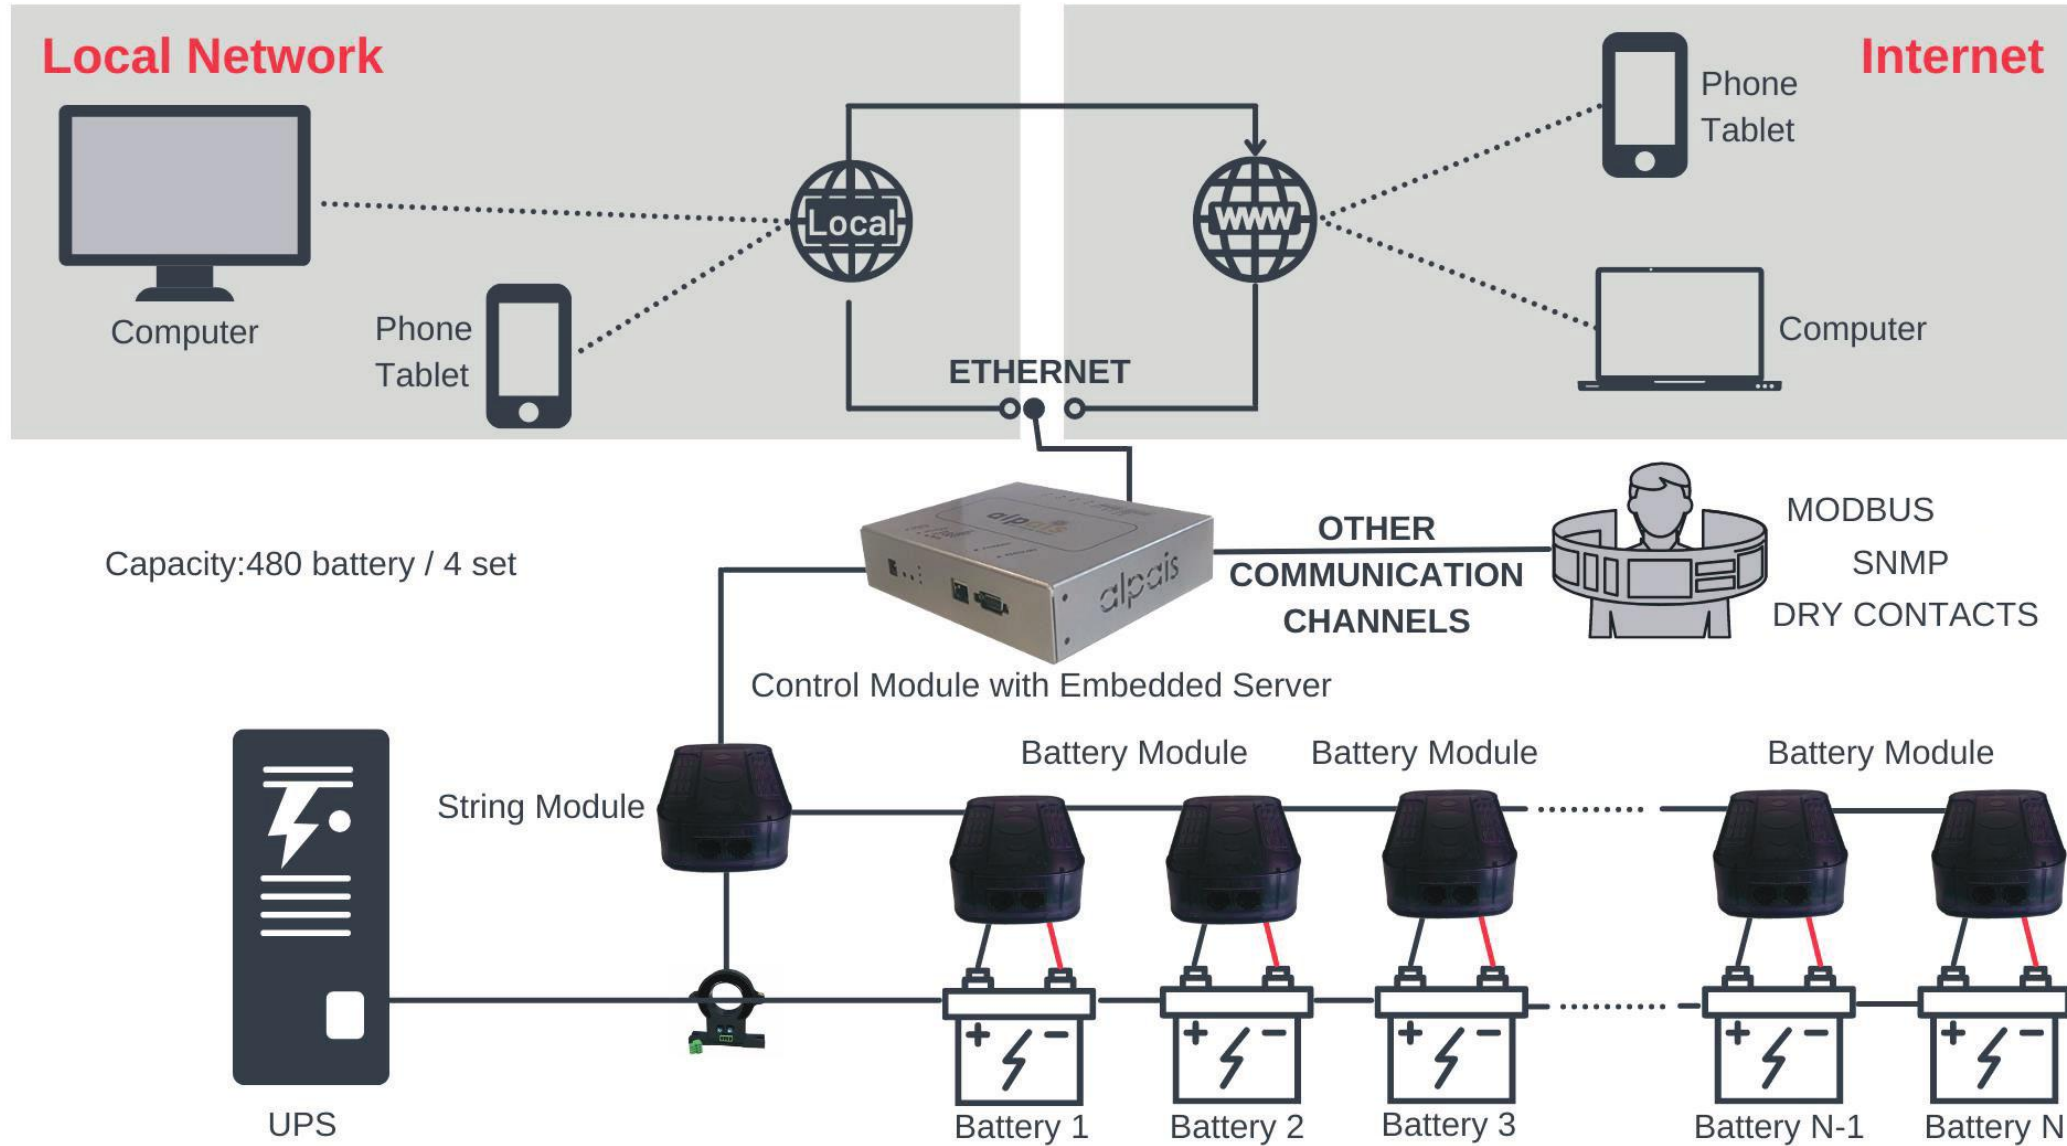 Local Network
Internet
Phone
Tablet
Local
www
Computer
Phone
Tablet
Computer
ETHERNET
alpais
alpais
OTHER
COMMUNICATION
CHANNELS
MODBUS
SNMP
DRY CONTACTS
Capacity:480 battery / 4 set
Control Module with Embedded Server
Battery Module
Battery Module
Battery Module
String Module
UPS
Battery 1
Battery 2
Battery 3
Battery N-1
Battery N